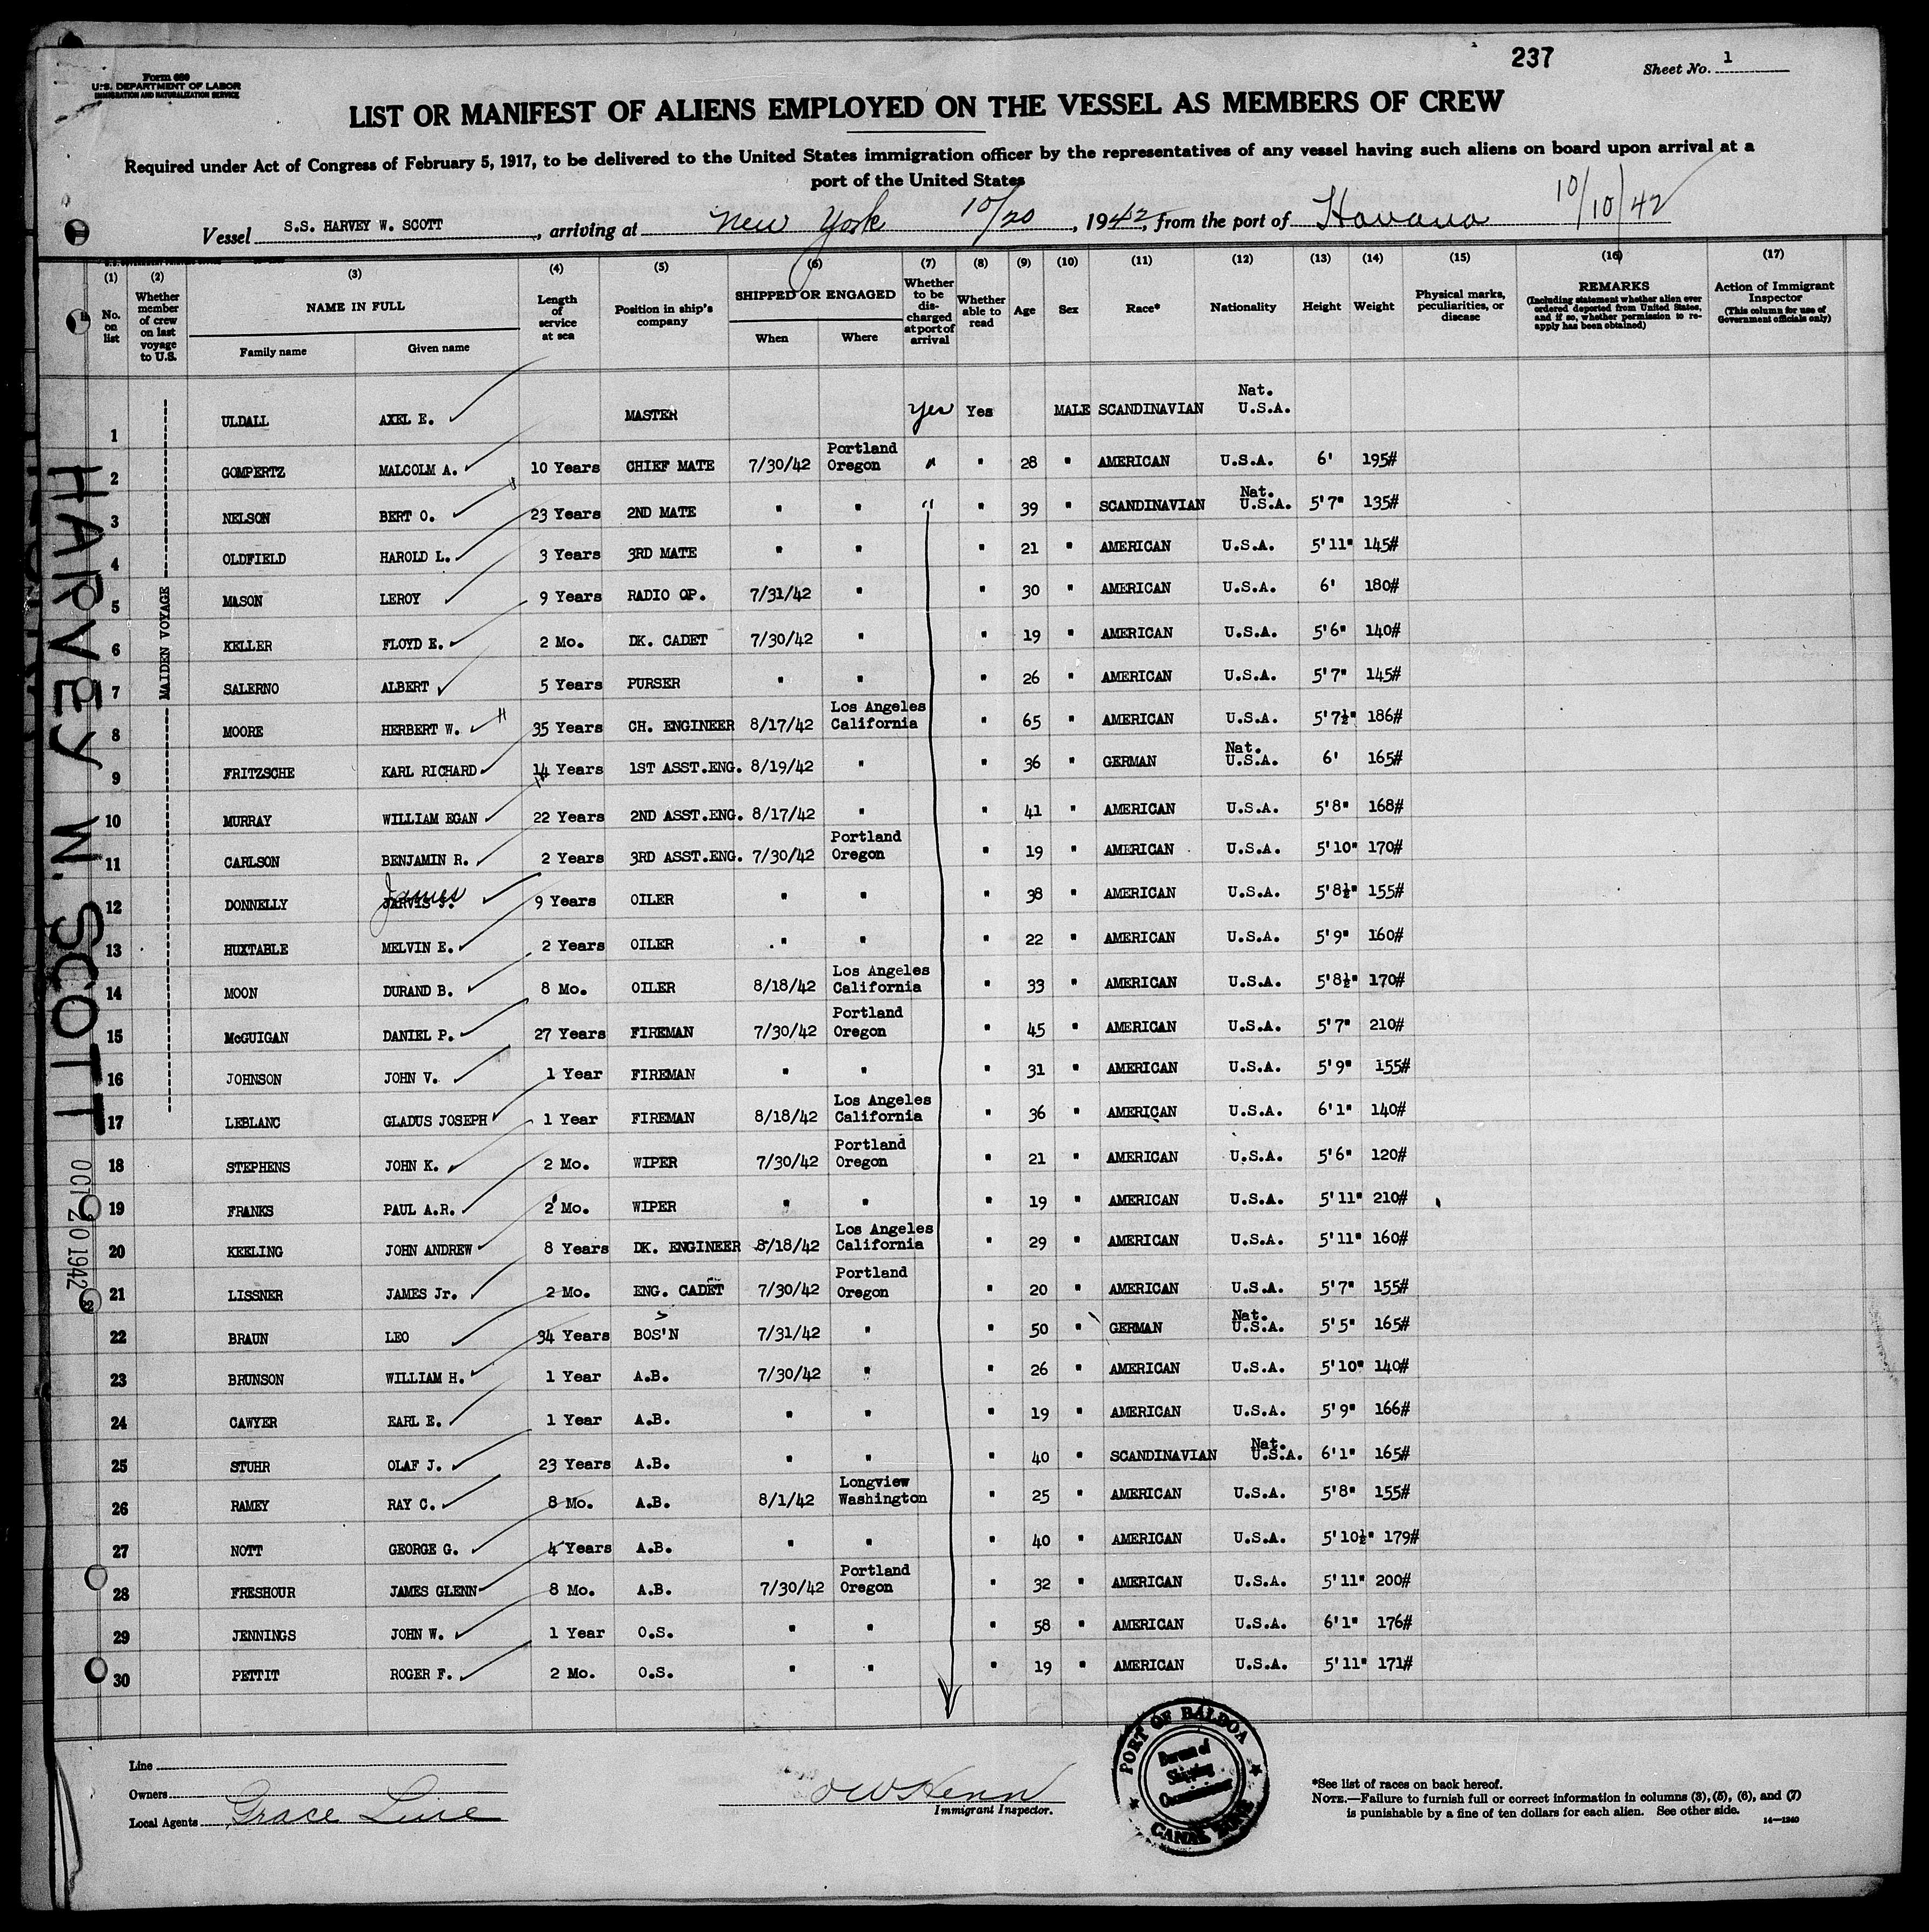 237
Sheet No. 1
Form 680
U.S. DEPARTMENT OF LABOR
IMMIGRATION AND NATURALIZATION SERVICE
LIST OR MANIFEST OF ALIENS EMPLOYED ON THE VESSEL AS MEMBERS OF CREW
Required under Act of Congress of February 5, 1917, to be delivered to the United States immigration officer by the representatives of any vessel having such aliens on board upon arrival at a
port of the United States
Vessel S.S. HARVEY W. SCOTT, arriving at New York 10/20, 1942, from the port of Havana 10/10/42
(1) (2) (3) (4) (5) (6) (7) (8) (9) (10) (11) (12) (13) (14) (15) (16) (17)
No. on list
Whether member of crew on last voyage to U.S.
NAME IN FULL
Family name Given name
Length of service at sea
Position in ship's company
SHIPPED OR ENGAGED
When Where
Whether to be discharged at port of arrival
Whether able to read
Age
Sex
Race*
Nationality
Height
Weight
Physical marks, peculiarities, or disease
REMARKS
(Including statement whether alien ever ordered deported from United States, and if so, whether permission to reapply has been obtained)
Action of Immigrant Inspector
(This column for use of Government officials only)
MAIDEN VOYAGE
HARVEY W. SCOTT
OCT 20 1942
1 ULDALL AXEL E. MASTER yes Yes MALE SCANDINAVIAN Nat. U.S.A.
2 GOMPERTZ MALCOLM A. 10 Years CHIEF MATE 7/30/42 Portland Oregon " " 28 " AMERICAN U.S.A. 6' 195#
3 NELSON BERT O. 23 Years 2ND MATE " " " " 39 " SCANDINAVIAN Nat. U.S.A. 5'7" 135#
4 OLDFIELD HAROLD L. 3 Years 3RD MATE " " " 21 " AMERICAN U.S.A. 5'11" 145#
5 MASON LEROY 9 Years RADIO OP. 7/31/42 " " 30 " AMERICAN U.S.A. 6' 180#
6 KELLER FLOYD E. 2 Mo. DK. CADET 7/30/42 " " 19 " AMERICAN U.S.A. 5'6" 140#
7 SALERNO ALBERT 5 Years PURSER " " " 26 " AMERICAN U.S.A. 5'7" 145#
8 MOORE HERBERT W. 35 Years CH. ENGINEER 8/17/42 Los Angeles California " 65 " AMERICAN U.S.A. 5'7½" 186#
9 FRITZSCHE KARL RICHARD 14 Years 1ST ASST.ENG. 8/19/42 " " 36 " GERMAN Nat. U.S.A. 6' 165#
10 MURRAY WILLIAM EGAN 22 Years 2ND ASST.ENG. 8/17/42 " " 41 " AMERICAN U.S.A. 5'8" 168#
11 CARLSON BENJAMIN R. 2 Years 3RD ASST.ENG. 7/30/42 Portland Oregon " 19 " AMERICAN U.S.A. 5'10" 170#
12 DONNELLY James JARVIS J. 9 Years OILER " " " 38 " AMERICAN U.S.A. 5'8½" 155#
13 HUXTABLE MELVIN E. 2 Years OILER " " " 22 " AMERICAN U.S.A. 5'9" 160#
14 MOON DURAND B. 8 Mo. OILER 8/18/42 Los Angeles California " 33 " AMERICAN U.S.A. 5'8½" 170#
15 McGUIGAN DANIEL P. 27 Years FIREMAN 7/30/42 Portland Oregon " 45 " AMERICAN U.S.A. 5'7" 210#
16 JOHNSON JOHN V. 1 Year FIREMAN " " " 31 " AMERICAN U.S.A. 5'9" 155#
17 LEBLANC GLADUS JOSEPH 1 Year FIREMAN 8/18/42 Los Angeles California " 36 " AMERICAN U.S.A. 6'1" 140#
18 STEPHENS JOHN K. 2 Mo. WIPER 7/30/42 Portland Oregon " 21 " AMERICAN U.S.A. 5'6" 120#
19 FRANKS PAUL A.R. 2 Mo. WIPER " " " 19 " AMERICAN U.S.A. 5'11" 210#
20 KEELING JOHN ANDREW 8 Years DK. ENGINEER 8/18/42 Los Angeles California " 29 " AMERICAN U.S.A. 5'11" 160#
21 LISSNER JAMES Jr. 2 Mo. ENG. CADET 7/30/42 Portland Oregon " 20 " AMERICAN U.S.A. 5'7" 155#
22 BRAUN LEO 34 Years BOS'N 7/31/42 " " 50 " GERMAN Nat. U.S.A. 5'5" 165#
23 BRUNSON WILLIAM H. 1 Year A.B. 7/30/42 " " 26 " AMERICAN U.S.A. 5'10" 140#
24 CAWYER EARL E. 1 Year A.B. " " " 19 " AMERICAN U.S.A. 5'9" 166#
25 STUHR OLAF J. 23 Years A.B. " " " 40 " SCANDINAVIAN Nat. U.S.A. 6'1" 165#
26 RAMEY RAY C. 8 Mo. A.B. 8/1/42 Longview Washington " 25 " AMERICAN U.S.A. 5'8" 155#
27 NOTT GEORGE G. 4 Years A.B. " " " 40 " AMERICAN U.S.A. 5'10½" 179#
28 FRESHOUR JAMES GLENN 8 Mo. A.B. 7/30/42 Portland Oregon " 32 " AMERICAN U.S.A. 5'11" 200#
29 JENNINGS JOHN W. 1 Year O.S. " " " 58 " AMERICAN U.S.A. 6'1" 176#
30 PETTIT ROGER F. 2 Mo. O.S. " " " 19 " AMERICAN U.S.A. 5'11" 171#
Line
Owners
Local Agents Grace Line
Immigrant Inspector.
PORT OF BALBOA
Bureau of
Shipping
Commissioner
CANAL ZONE
*See list of races on back hereof.
NOTE.—Failure to furnish full or correct information in columns (3), (5), (6), and (7)
is punishable by a fine of ten dollars for each alien. See other side.
14—1240